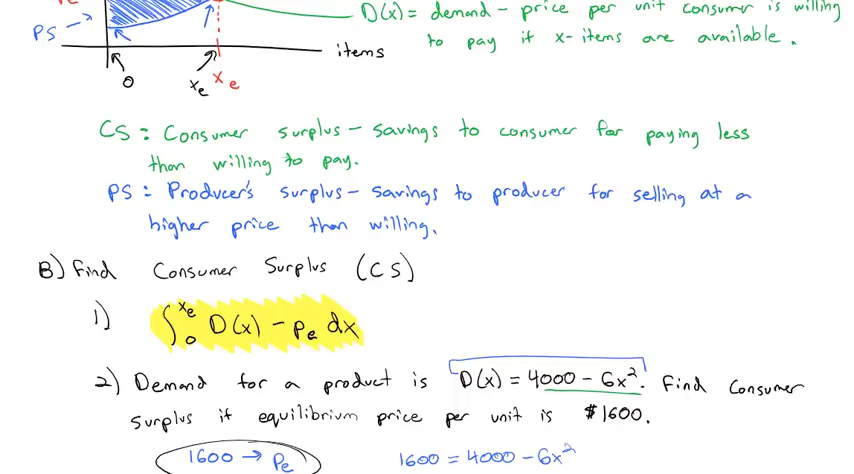 Pe
D(x) = demand - price per unit consumer is willing
PS →
to pay if x-items are available.
items
0
xe xe
CS : Consumer surplus - savings to consumer for paying less
than willing to pay.
PS : Producer's surplus - savings to producer for selling at a
higher price than willing.
B) Find Consumer Surplus (CS)
1) ∫₀^xe D(x) - Pe dx
2) Demand for a product is D(x) = 4000 - 6x². Find Consumer
surplus if equilibrium price per unit is $1600.
1600 → Pe 1600 = 4000 - 6x²